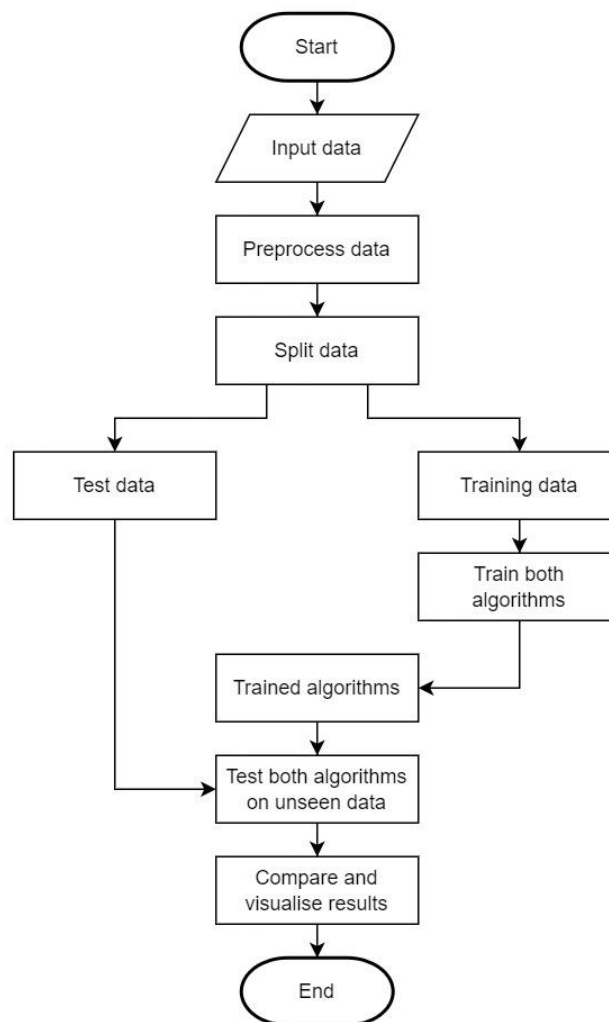 Start
Input data
Preprocess data
Split data
Test data
Training data
Train both
algorithms
Trained algorithms
Test both algorithms
on unseen data
Compare and
visualise results
End